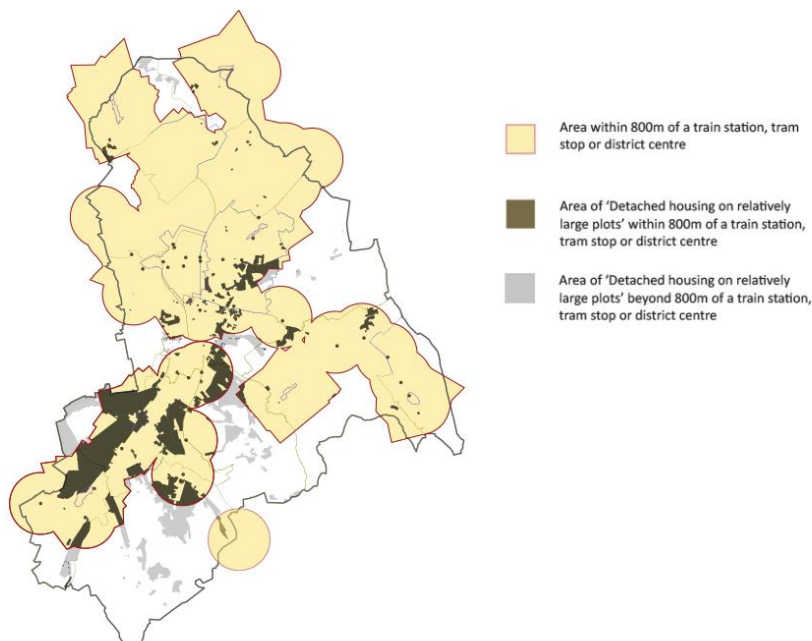 Area within 800m of a train station, tram
stop or district centre
Area of ‘Detached housing on relatively
large plots’ within 800m of a train station,
tram stop or district centre
Area of ‘Detached housing on relatively
large plots’ beyond 800m of a train station,
tram stop or district centre